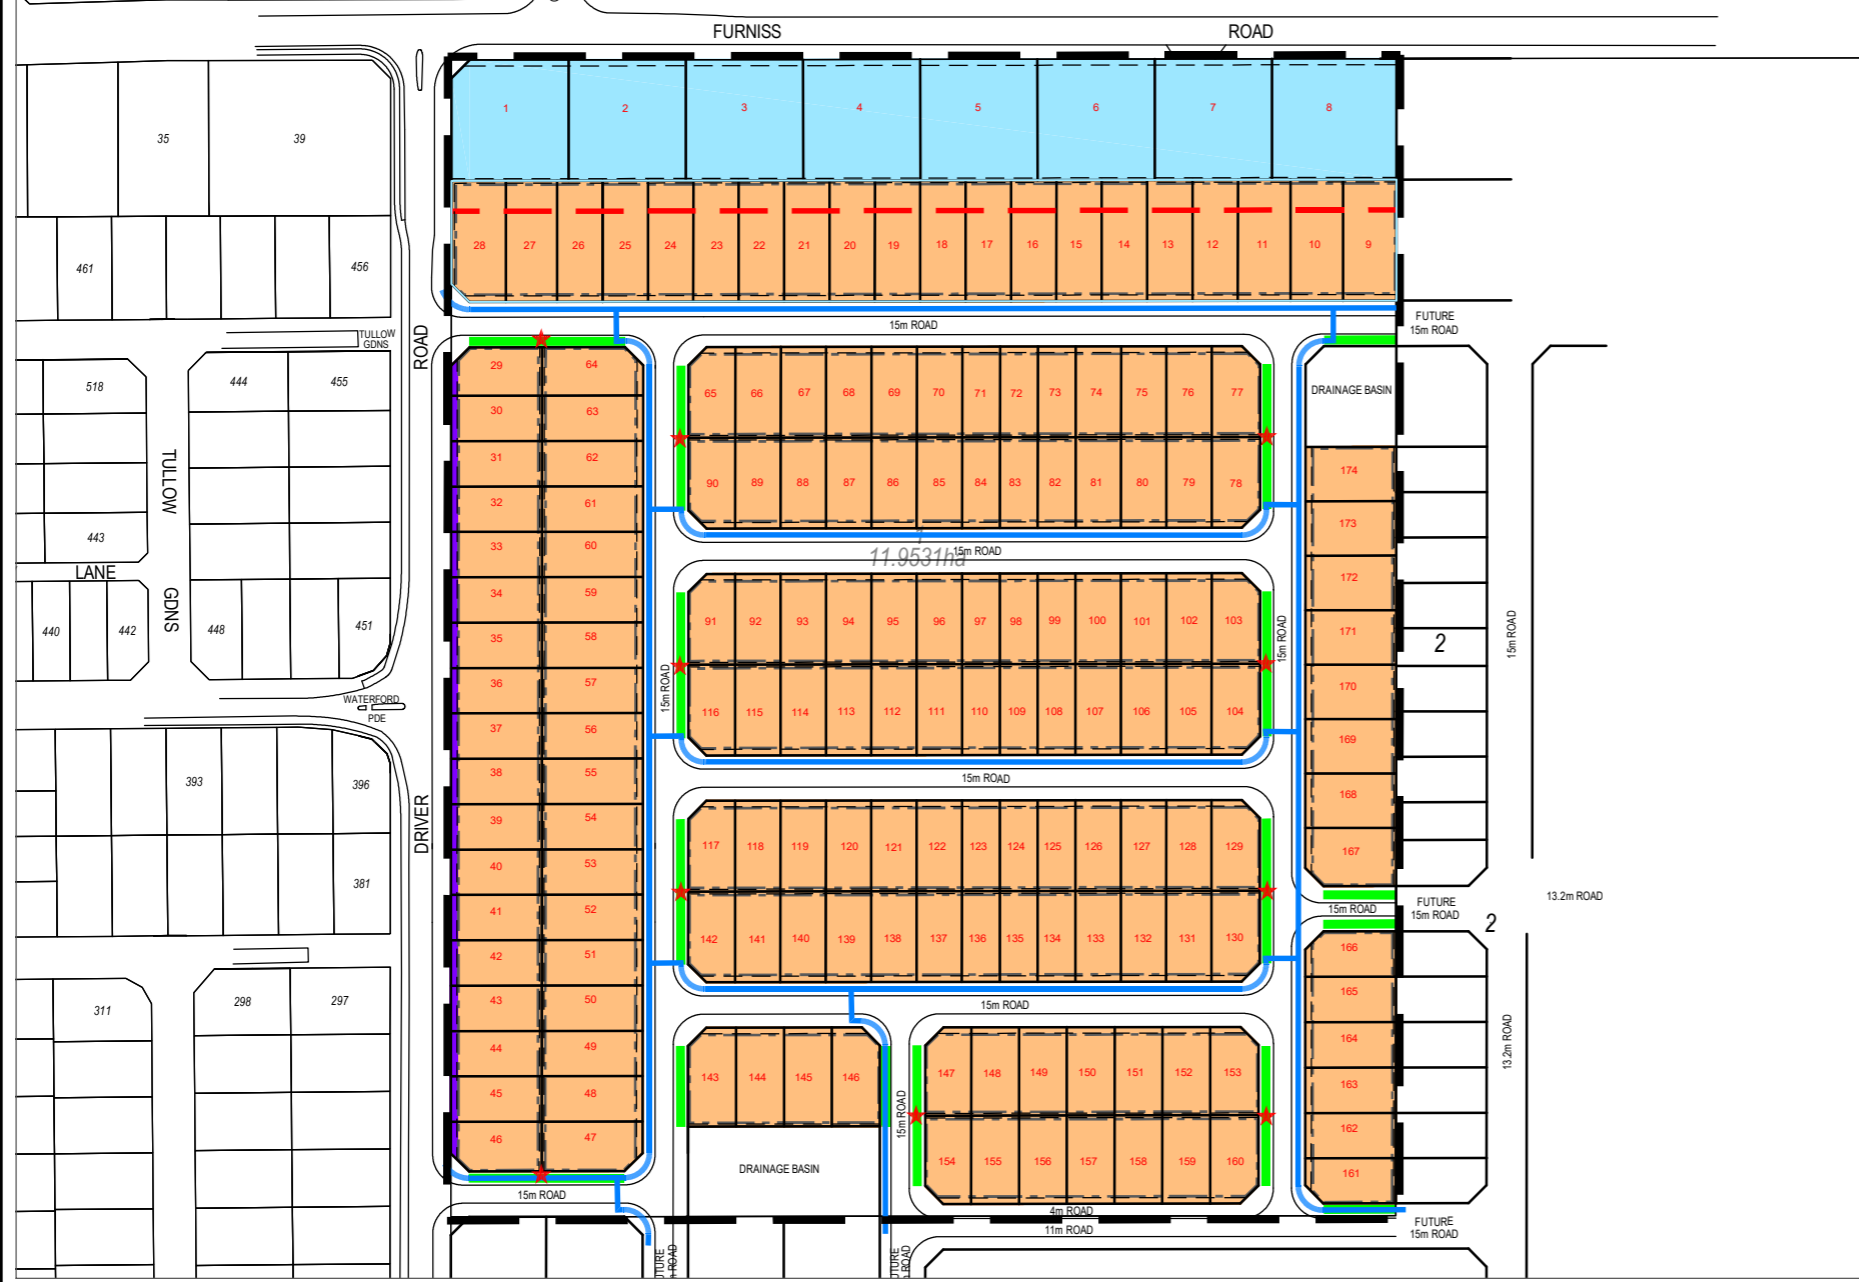 FURNISS ROAD
1 2 3 4 5 6 7 8
35 39
28 27 26 25 24 23 22 21 20 19 18 17 16 15 14 13 12 11 10 9
461 456
15m ROAD
FUTURE
15m ROAD
TULLOW
GDNS
DRIVER ROAD
518 444 455
TULLOW GDNS
443
LANE
440 442 448 451
WATERFORD
PDE
393 396
381
311 298 297
29 64
30 63
31 62
32 61
33 60
34 59
35 58
36 57
37 56
38 55
39 54
40 53
41 52
42 51
43 50
44 49
45 48
46 47
15m ROAD
65 66 67 68 69 70 71 72 73 74 75 76 77
90 89 88 87 86 85 84 83 82 81 80 79 78
15m ROAD
11.9531ha
91 92 93 94 95 96 97 98 99 100 101 102 103
116 115 114 113 112 111 110 109 108 107 106 105 104
15m ROAD
15m ROAD
15m ROAD
117 118 119 120 121 122 123 124 125 126 127 128 129
142 141 140 139 138 137 136 135 134 133 132 131 130
15m ROAD
143 144 145 146
DRAINAGE BASIN
15m ROAD
147 148 149 150 151 152 153
154 155 156 157 158 159 160
4m ROAD
11m ROAD
DRAINAGE BASIN
174
173
172
171
170
169
168
167
15m ROAD
FUTURE
15m ROAD
166
165
164
163
162
161
FUTURE
15m ROAD
2
15m ROAD
2
13.2m ROAD
13.2m ROAD